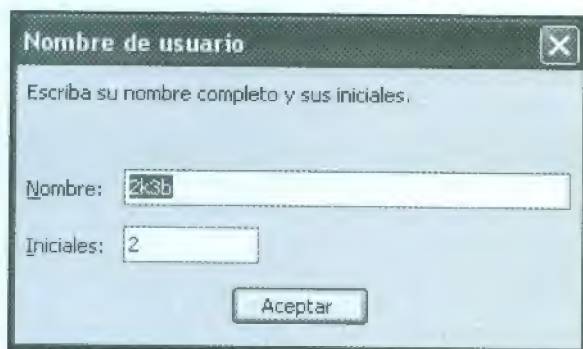 Nombre de usuario
Escriba su nombre completo y sus iniciales.
Nombre: 2k3b
Iniciales: 2
Aceptar